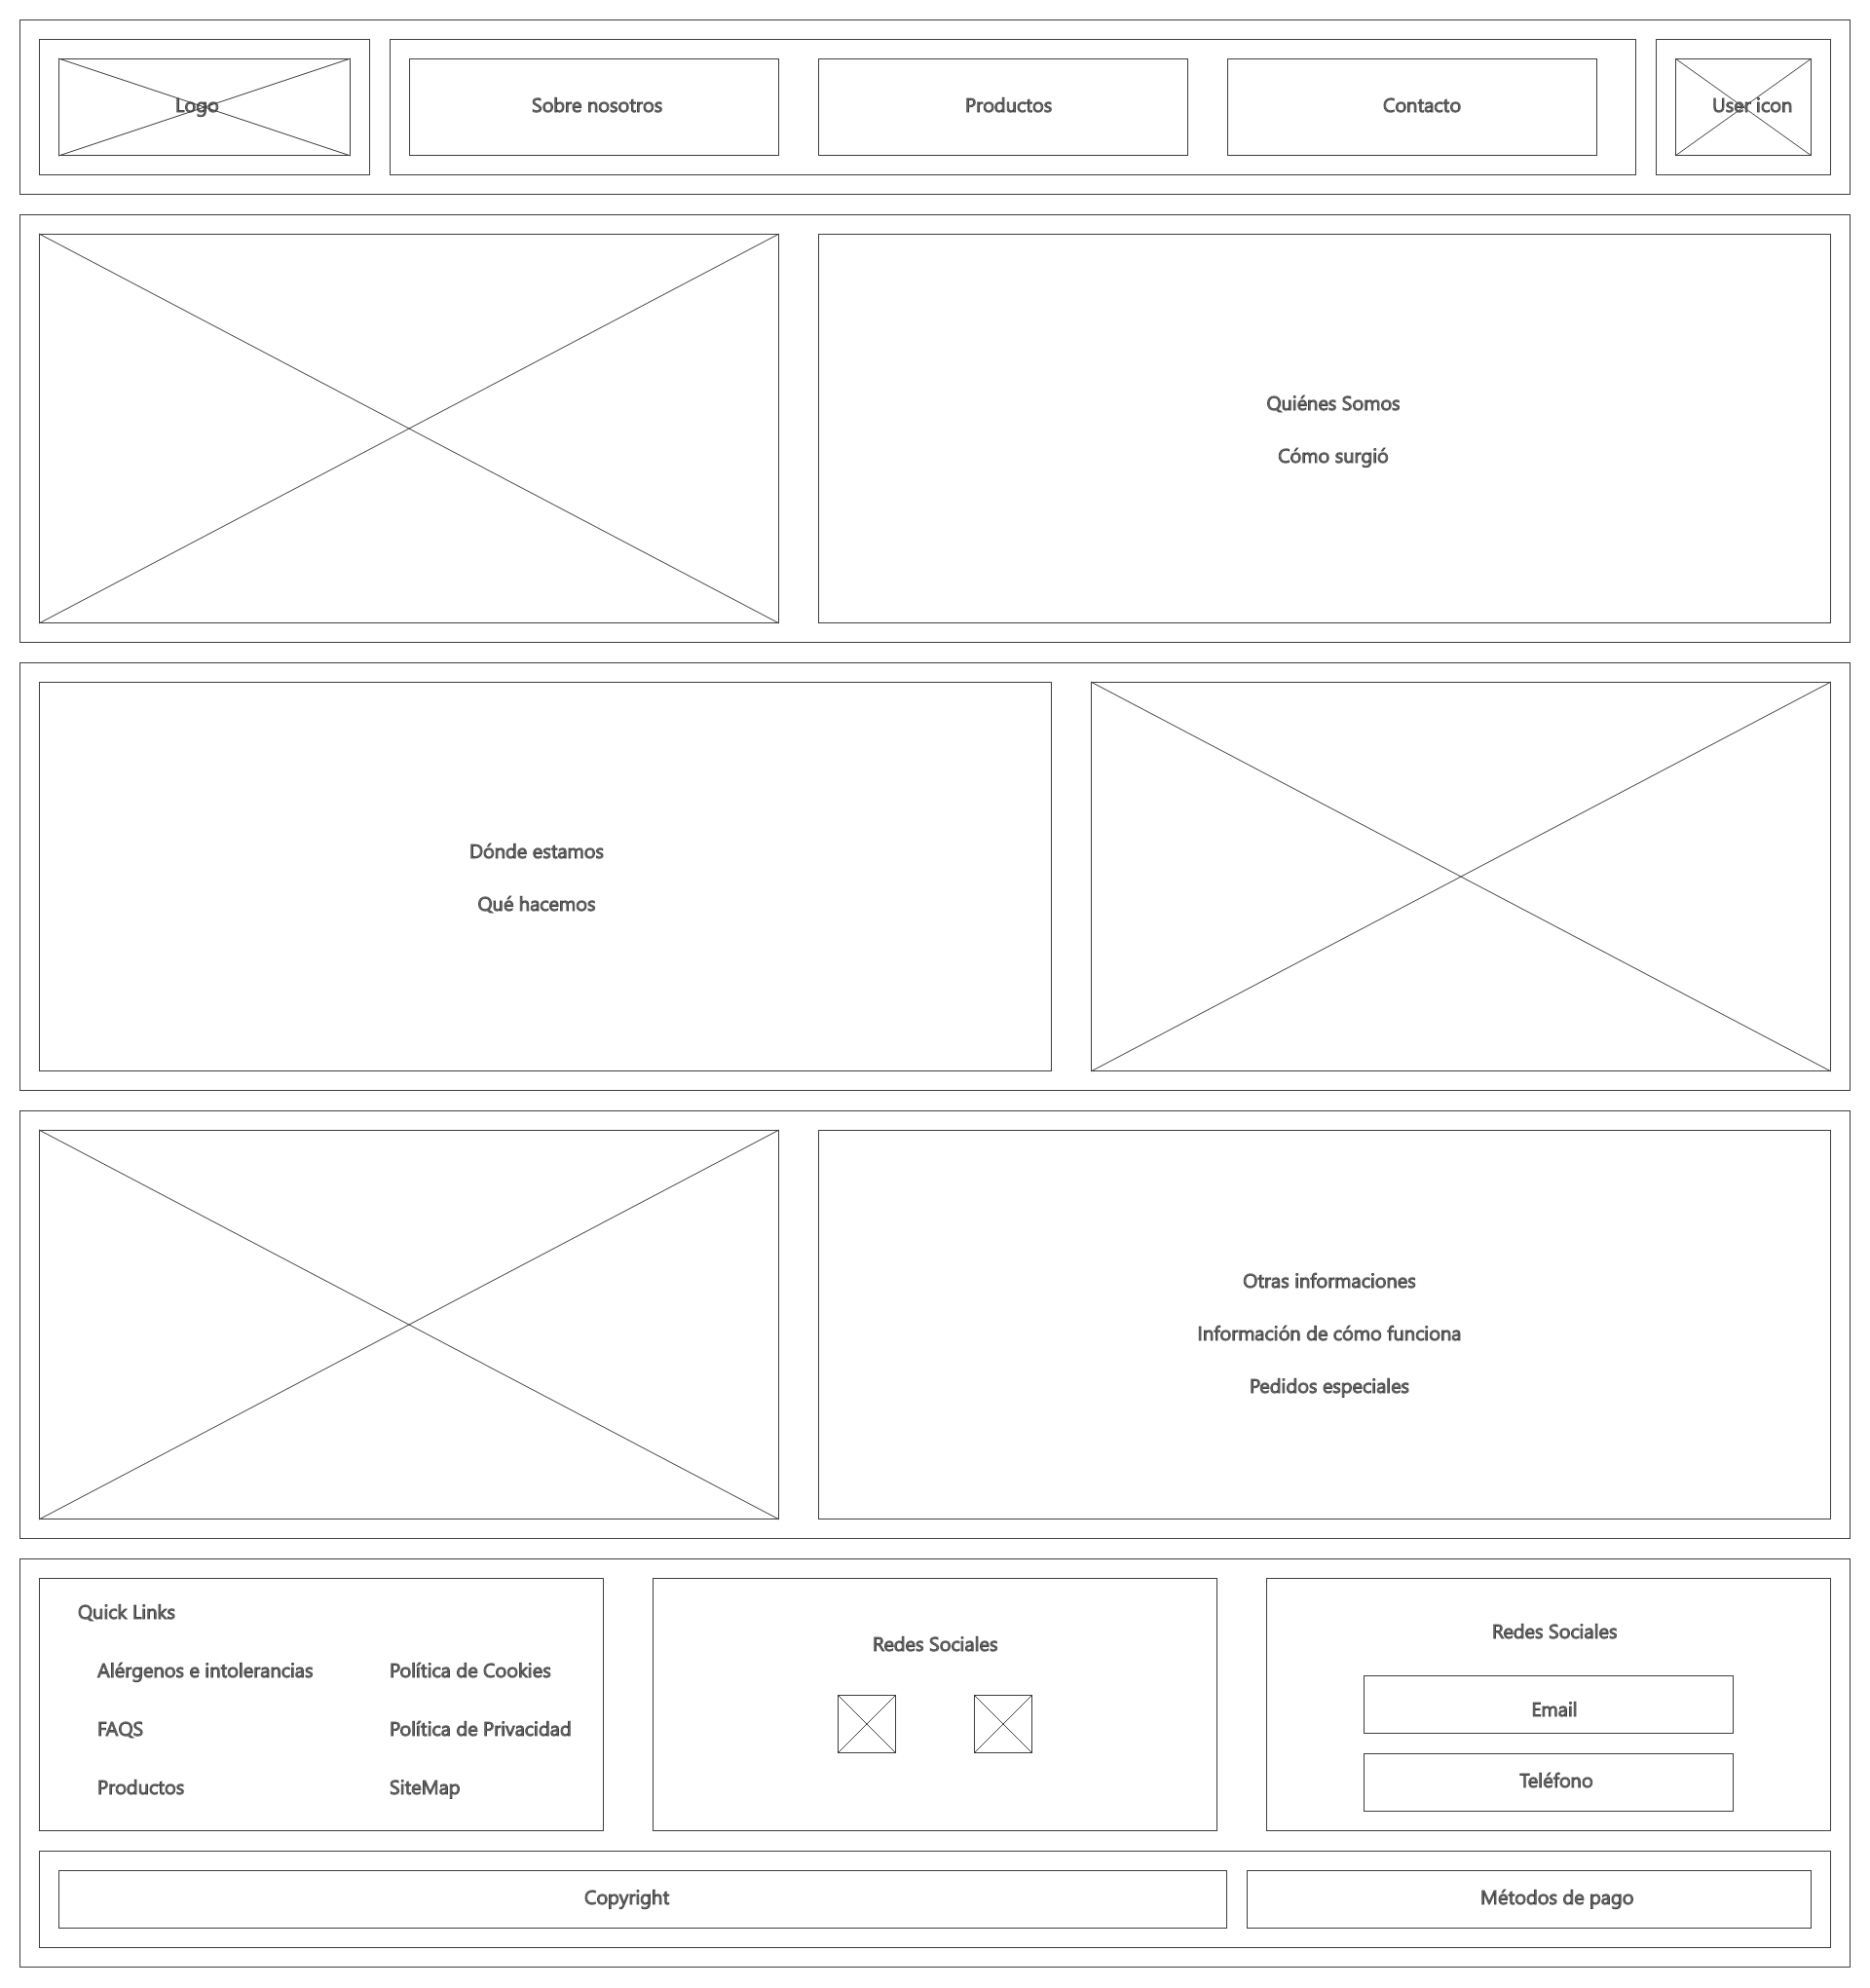 Logo
Sobre nosotros
Productos
Contacto
User icon
Quiénes Somos
Cómo surgió
Dónde estamos
Qué hacemos
Otras informaciones
Información de cómo funciona
Pedidos especiales
Quick Links
Alérgenos e intolerancias
Política de Cookies
FAQS
Política de Privacidad
Productos
SiteMap
Redes Sociales
Redes Sociales
Email
Teléfono
Copyright
Métodos de pago